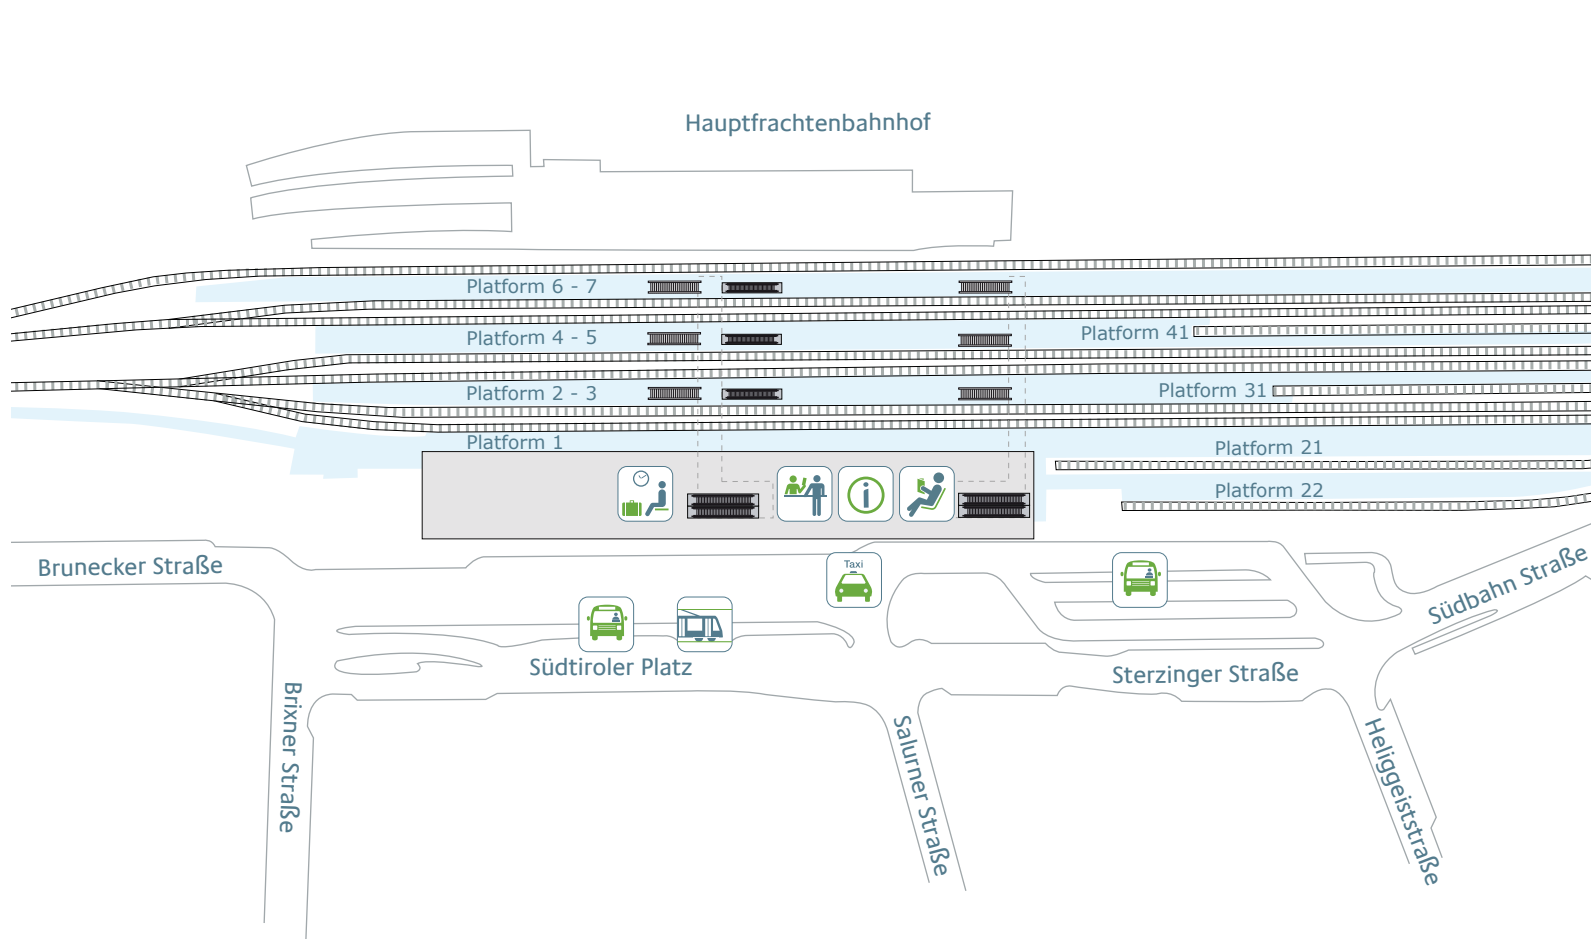 Hauptfrachtenbahnhof
Platform 6 - 7
Platform 4 - 5
Platform 41
Platform 2 - 3
Platform 31
Platform 1
Platform 21
Platform 22
Brunecker Straße
Taxi
Südbahn Straße
Südtiroler Platz
Sterzinger Straße
Brixner Straße
Salurner Straße
Heliggeiststraße